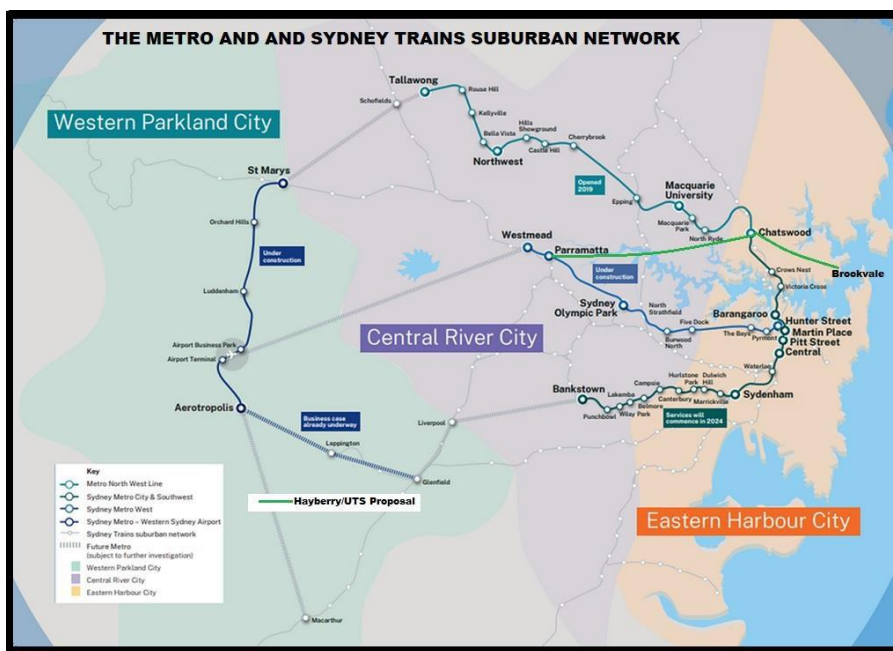 THE METRO AND AND SYDNEY TRAINS SUBURBAN NETWORK
Tallawong
Rouse Hill
Schofields
Kellyville
Western Parkland City
Bella Vista
Hills
Showground
Castle Hill
Cherrybrook
Northwest
St Marys
Opened
2019
Epping
Macquarie
University
Macquarie
Park
North Ryde
Chatswood
Orchard Hills
Westmead
Parramatta
Under
construction
Under
construction
Brookvale
Crows Nest
Victoria Cross
Luddenham
Sydney
Olympic Park
North
Strathfield
Five Dock
Burwood
North
The Bays
Pyrmont
Barangaroo
Hunter Street
Martin Place
Pitt Street
Central
Central River City
Airport Business Park
Airport Terminal
Waterloo
Aerotropolis
Business case
already underway
Leppington
Glenfield
Liverpool
Bankstown
Punchbowl
Wiley Park
Lakemba
Belmore
Campsie
Canterbury
Hurlstone
Park
Dulwich
Hill
Marrickville
Sydenham
Services will
commence in 2024
Hayberry/UTS Proposal
Eastern Harbour City
Macarthur
Key
Metro North West Line
Sydney Metro City & Southwest
Sydney Metro West
Sydney Metro – Western Sydney Airport
Sydney Trains suburban network
Future Metro
(subject to further investigation)
Western Parkland City
Central River City
Eastern Harbour City